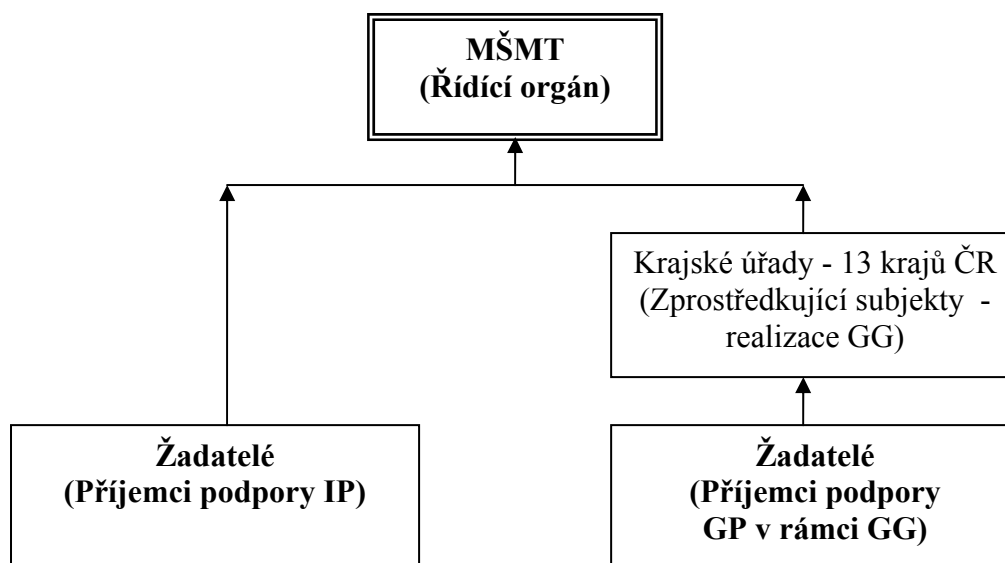 MŠMT
(Řídící orgán)
Krajské úřady - 13 krajů ČR
(Zprostředkující subjekty -
realizace GG)
Žadatelé
(Příjemci podpory IP)
Žadatelé
(Příjemci podpory
GP v rámci GG)